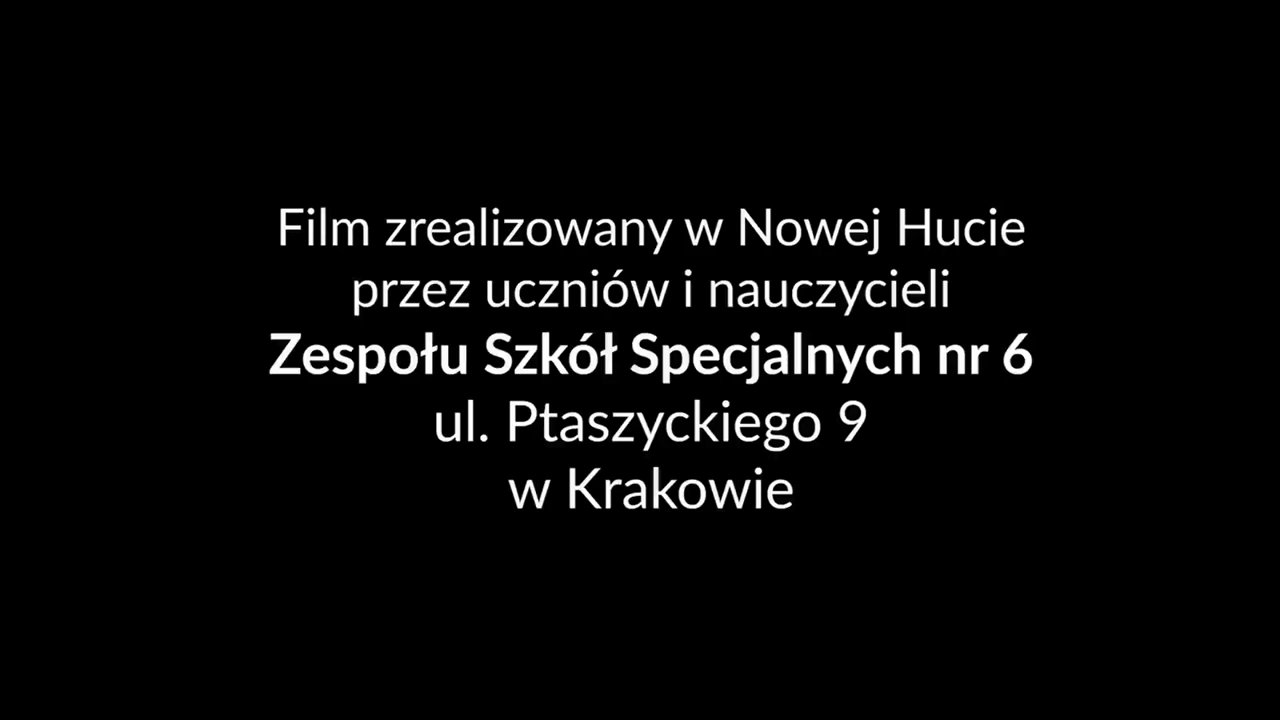 Film zrealizowany w Nowej Hucie
przez uczniów i nauczycieli
Zespołu Szkół Specjalnych nr 6
ul. Ptaszyckiego 9
w Krakowie